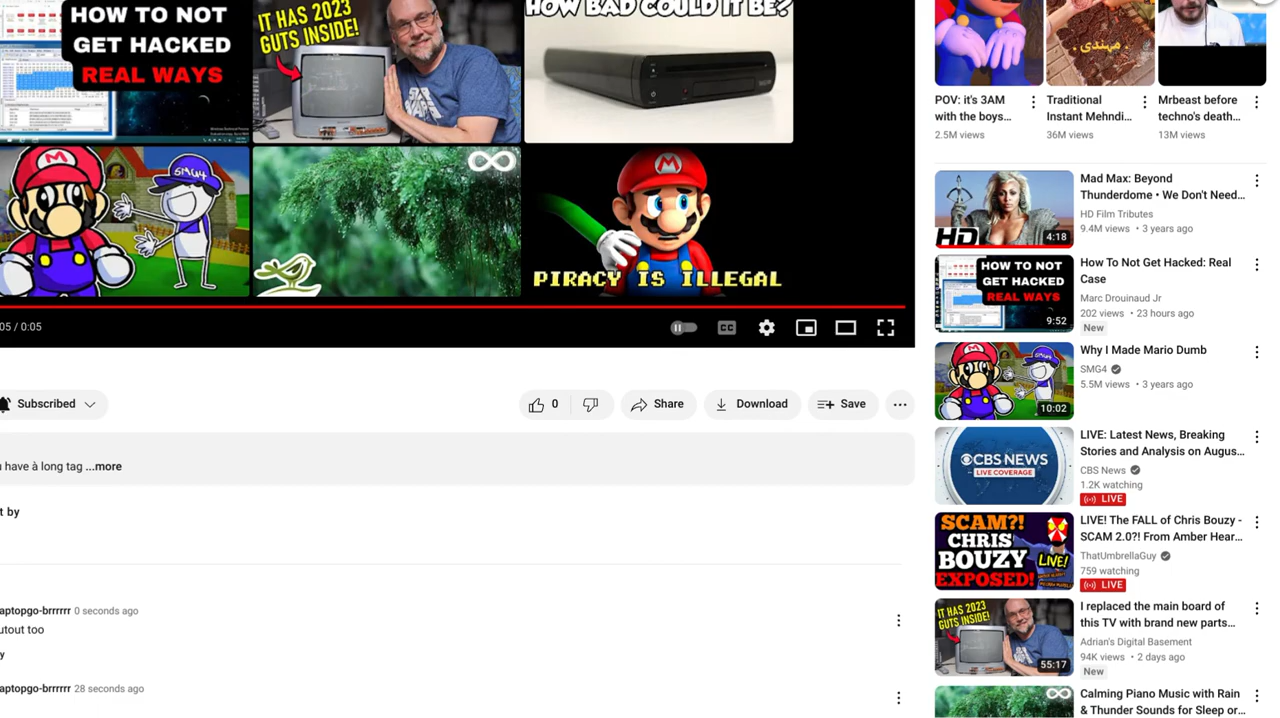 HOW TO NOT
GET HACKED
REAL WAYS
IT HAS 2023
GUTS INSIDE!
HOW BAD COULD IT BE?
SMG4
PIRACY IS ILLEGAL
05 / 0:05
CC
Subscribed
0
Share
Download
Save
u have à long tag ...more
t by
aptopgo-brrrrrr 0 seconds ago
utout too
y
aptopgo-brrrrrr 28 seconds ago
مهندی
POV: it's 3AM
with the boys...
2.5M views
Traditional
Instant Mehndi...
36M views
Mrbeast before
techno's death...
13M views
HD
4:18
Mad Max: Beyond
Thunderdome • We Don't Need...
HD Film Tributes
9.4M views • 3 years ago
HOW TO NOT
GET HACKED
REAL WAYS
9:52
How To Not Get Hacked: Real
Case
Marc Drouinaud Jr
202 views • 23 hours ago
New
10:02
Why I Made Mario Dumb
SMG4
5.5M views • 3 years ago
CBS NEWS
LIVE COVERAGE
LIVE: Latest News, Breaking
Stories and Analysis on Augus...
CBS News
1.2K watching
LIVE
SCAM?!
CHRIS
BOUZY
LIVE!
EXPOSED!
LIVE! The FALL of Chris Bouzy -
SCAM 2.0?! From Amber Hear...
ThatUmbrellaGuy
759 watching
LIVE
IT HAS 2023
GUTS INSIDE!
55:17
I replaced the main board of
this TV with brand new parts...
Adrian's Digital Basement
94K views • 2 days ago
New
Calming Piano Music with Rain
& Thunder Sounds for Sleep or...